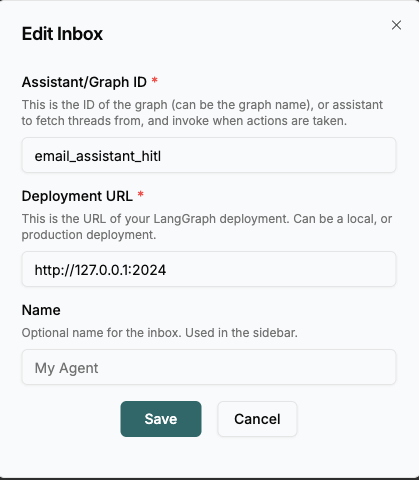 Edit Inbox
Assistant/Graph ID *
This is the ID of the graph (can be the graph name), or assistant
to fetch threads from, and invoke when actions are taken.
email_assistant_hitl
Deployment URL *
This is the URL of your LangGraph deployment. Can be a local, or
production deployment.
http://127.0.0.1:2024
Name
Optional name for the inbox. Used in the sidebar.
My Agent
Save Cancel